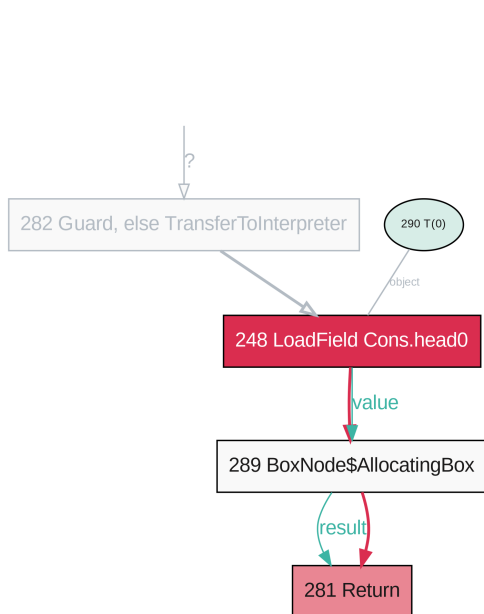 ?
282 Guard, else TransferToInterpreter
290 T(0)
object
248 LoadField Cons.head0
value
289 BoxNode$AllocatingBox
result
281 Return